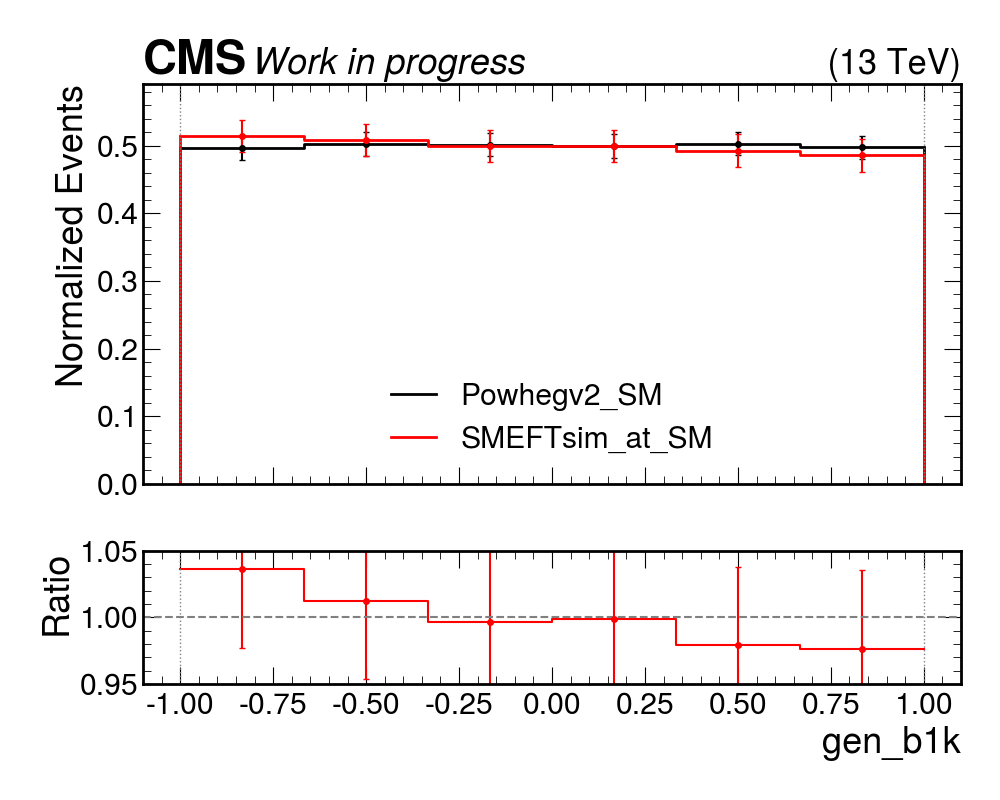 CMS Work in progress (13 TeV)
Normalized Events
0.5
0.4
0.3
0.2
0.1
0.0
Powhegv2_SM
SMEFTsim_at_SM
Ratio
1.05
1.00
0.95
-1.00 -0.75 -0.50 -0.25 0.00 0.25 0.50 0.75 1.00
gen_b1k